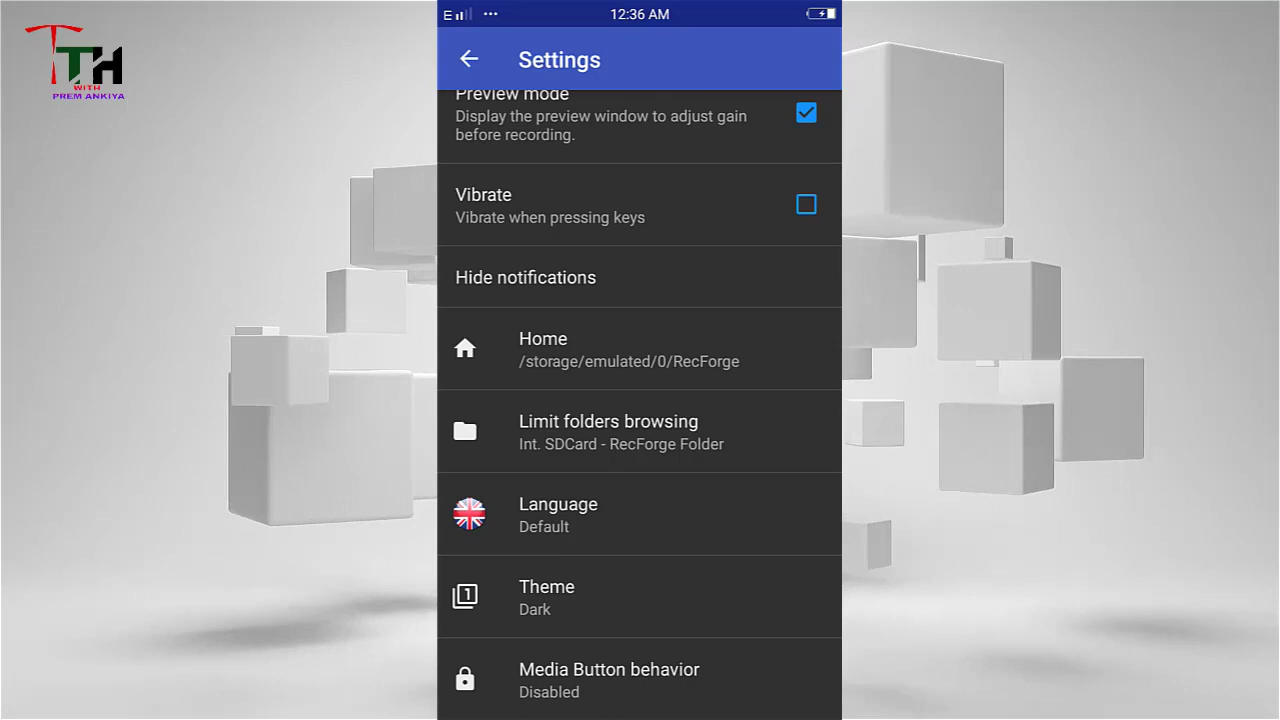 TTH
WITH
PREM ANKIYA
E 12:36 AM
Settings
Preview mode
Display the preview window to adjust gain
before recording.
Vibrate
Vibrate when pressing keys
Hide notifications
Home
/storage/emulated/0/RecForge
Limit folders browsing
Int. SDCard - RecForge Folder
Language
Default
1
Theme
Dark
Media Button behavior
Disabled